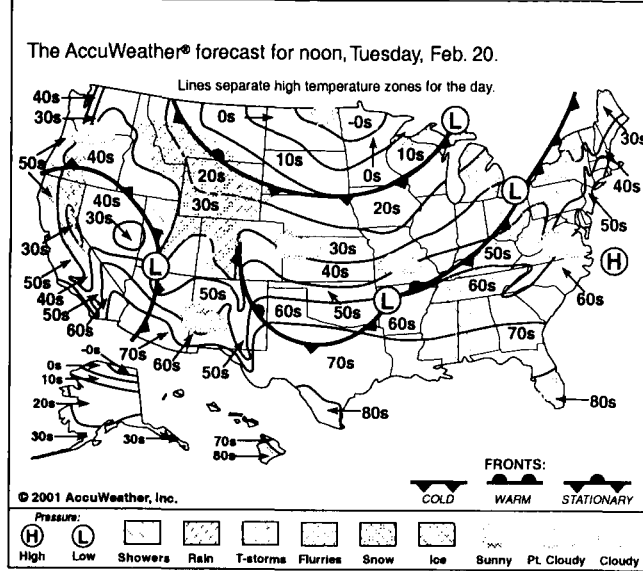 The AccuWeather® forecast for noon, Tuesday, Feb. 20.
Lines separate high temperature zones for the day.
40s
30s
0s
-0s
L
50s
40s
20s
10s
0s
10s
30s
40s
30s
20s
L
40s
30s
30s
50s
30s
40s
50s
H
50s
40s
50s
60s
L
50s
60s
50s
L
60s
60s
60s
70s
60s
50s
70s
70s
80s
80s
-0s
0s
10s
20s
30s
30s
70s
80s
FRONTS:
© 2001 AccuWeather, Inc.
COLD WARM STATIONARY
Pressure:
H L
High Low Showers Rain T-storms Flurries Snow Ice Sunny Pt. Cloudy Cloudy